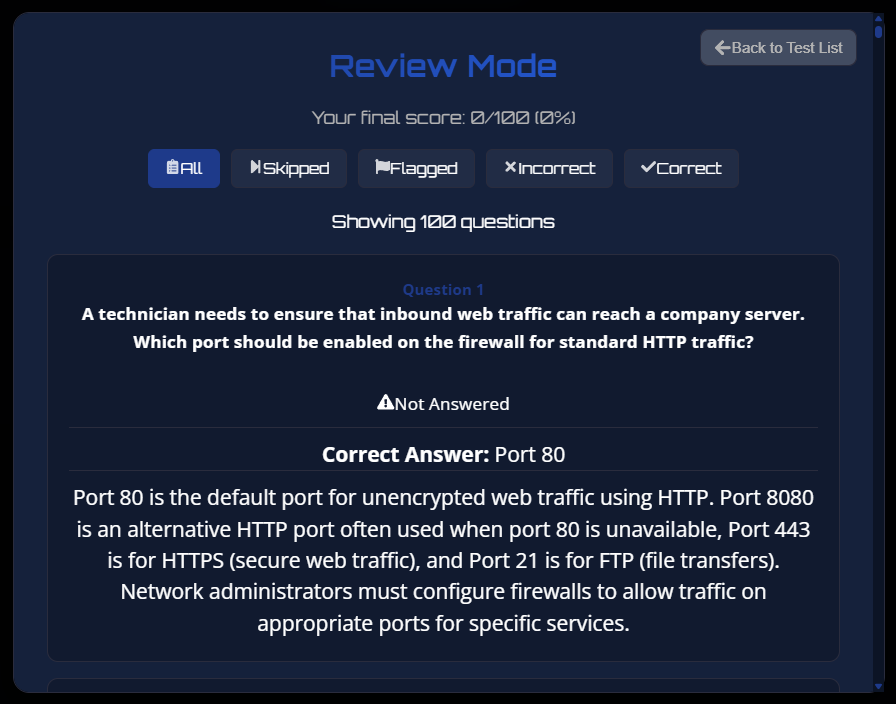 Back to Test List
Review Mode
Your final score: 0/100 (0%)
All Skipped Flagged Incorrect Correct
Showing 100 questions
Question 1
A technician needs to ensure that inbound web traffic can reach a company server.
Which port should be enabled on the firewall for standard HTTP traffic?
Not Answered
Correct Answer: Port 80
Port 80 is the default port for unencrypted web traffic using HTTP. Port 8080
is an alternative HTTP port often used when port 80 is unavailable, Port 443
is for HTTPS (secure web traffic), and Port 21 is for FTP (file transfers).
Network administrators must configure firewalls to allow traffic on
appropriate ports for specific services.